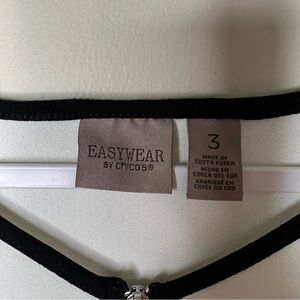 EASYWEAR
BY chico's®
3
MADE IN
SOUTH KOREA
HECHO EN
COREA DEL SUR
FABRIQUÉ EN
CORÉE DU SUD